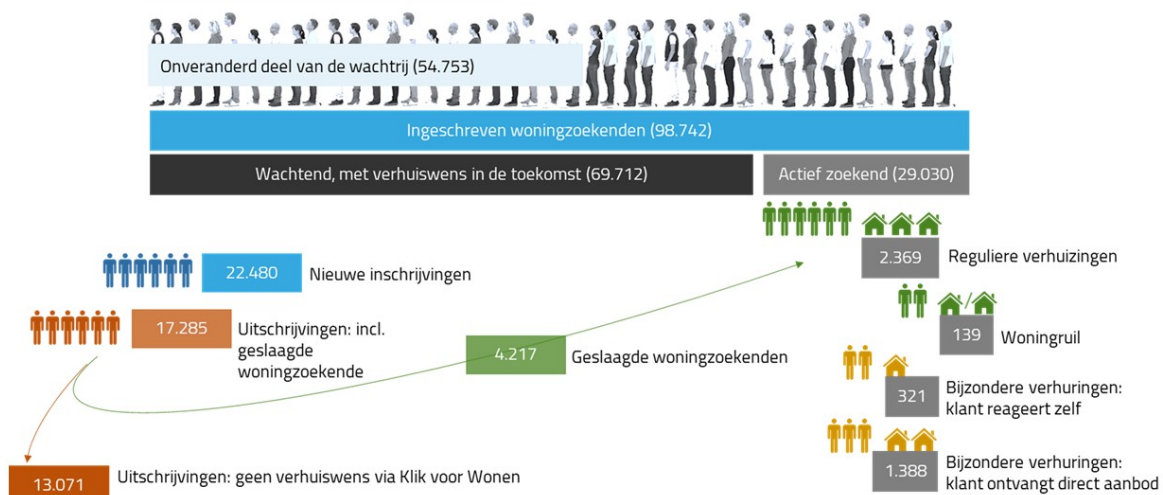 Onveranderd deel van de wachtrij (54.753)
Ingeschreven woningzoekenden (98.742)
Wachtend, met verhuiswens in de toekomst (69.712)
Actief zoekend (29.030)
2.369
Reguliere verhuizingen
22.480
Nieuwe inschrijvingen
139
Woningruil
17.285
Uitschrijvingen: incl.
geslaagde
woningzoekende
4.217
Geslaagde woningzoekenden
321
Bijzondere verhuringen:
klant reageert zelf
13.071
Uitschrijvingen: geen verhuiswens via Klik voor Wonen
1.388
Bijzondere verhuringen:
klant ontvangt direct aanbod